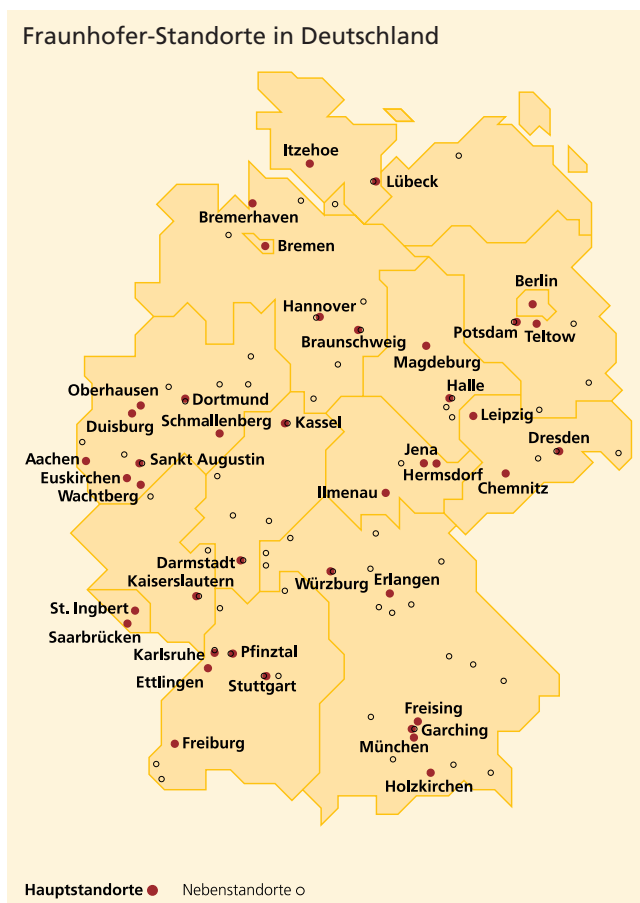 Fraunhofer-Standorte in Deutschland
Itzehoe
Lübeck
Bremerhaven
Bremen
Berlin
Hannover
Potsdam
Teltow
Braunschweig
Magdeburg
Oberhausen
Dortmund
Halle
Duisburg
Schmallenberg
Kassel
Leipzig
Dresden
Aachen
Sankt Augustin
Jena
Euskirchen
Hermsdorf
Chemnitz
Wachtberg
Ilmenau
Darmstadt
Würzburg
Kaiserslautern
Erlangen
St. Ingbert
Saarbrücken
Karlsruhe
Pfinztal
Ettlingen
Stuttgart
Freising
Garching
Freiburg
München
Holzkirchen
Hauptstandorte
Nebenstandorte